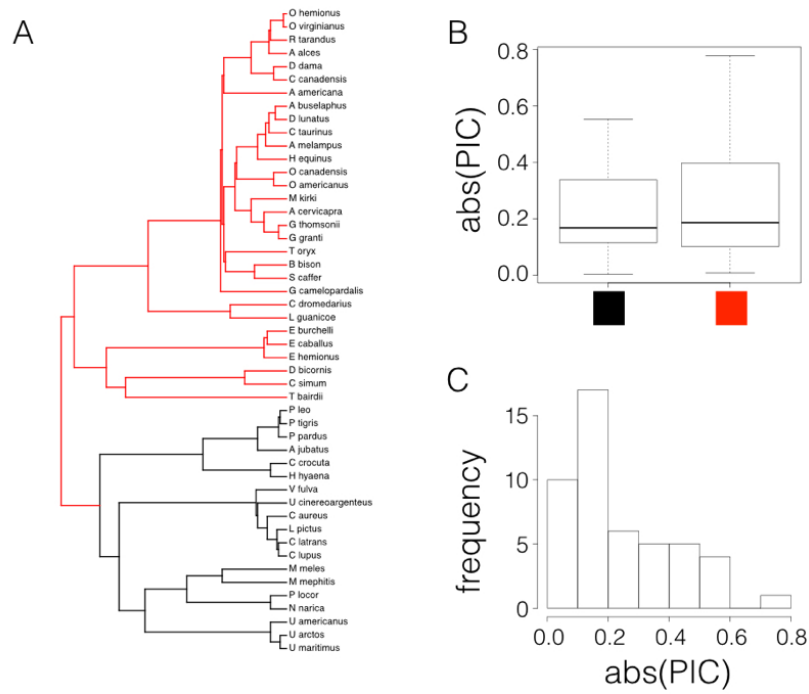 A
O hemionus
O virginianus
R tarandus
A alces
D dama
C canadensis
A americana
A buselaphus
D lunatus
C taurinus
A melampus
H equinus
O canadensis
O americanus
M kirki
A cervicapra
G thomsonii
G granti
T oryx
B bison
S caffer
G camelopardalis
C dromedarius
L guanicoe
E burchelli
E caballus
E hemionus
D bicornis
C simum
T bairdii
P leo
P tigris
P pardus
A jubatus
C crocuta
H hyaena
V fulva
U cinereoargenteus
C aureus
L pictus
C latrans
C lupus
M meles
M mephitis
P locor
N narica
U americanus
U arctos
U maritimus
B
abs(PIC)
0.8
0.6
0.4
0.2
0.0
C
frequency
15
10
5
0
0.0 0.2 0.4 0.6 0.8
abs(PIC)